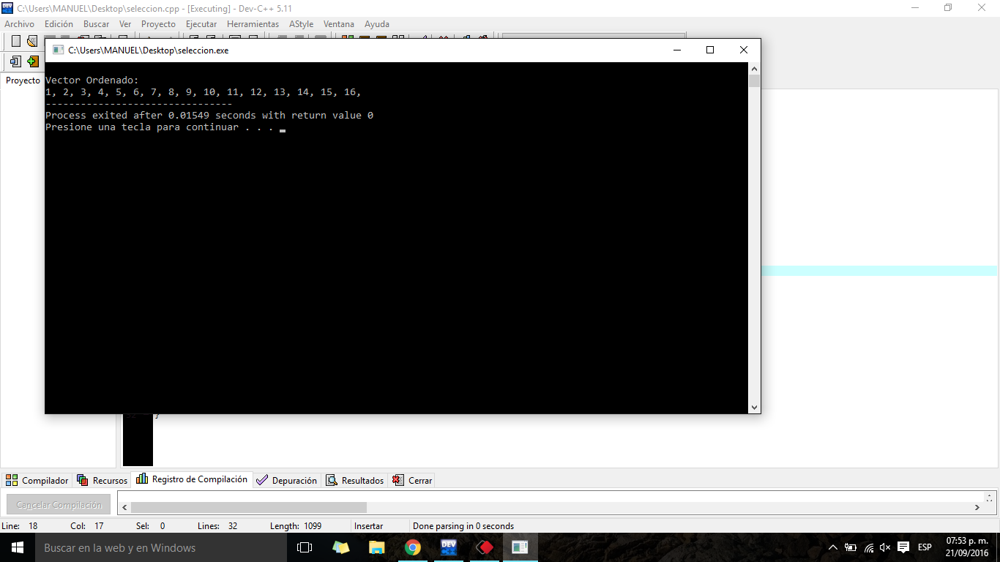 C:\Users\MANUEL\Desktop\seleccion.cpp - [Executing] - Dev-C++ 5.11
Archivo Edición Buscar Ver Proyecto Ejecutar Herramientas AStyle Ventana Ayuda
C:\Users\MANUEL\Desktop\seleccion.exe
Proyecto
Vector Ordenado:
1, 2, 3, 4, 5, 6, 7, 8, 9, 10, 11, 12, 13, 14, 15, 16,
--------------------------------
Process exited after 0.01549 seconds with return value 0
Presione una tecla para continuar . . .
}
Compilador Recursos Registro de Compilación Depuración Resultados Cerrar
Cancelar Compilación
Line: 18 Col: 17 Sel: 0 Lines: 32 Length: 1099 Insertar Done parsing in 0 seconds
Buscar en la web y en Windows
DEV
ESP
07:53 p. m.
21/09/2016